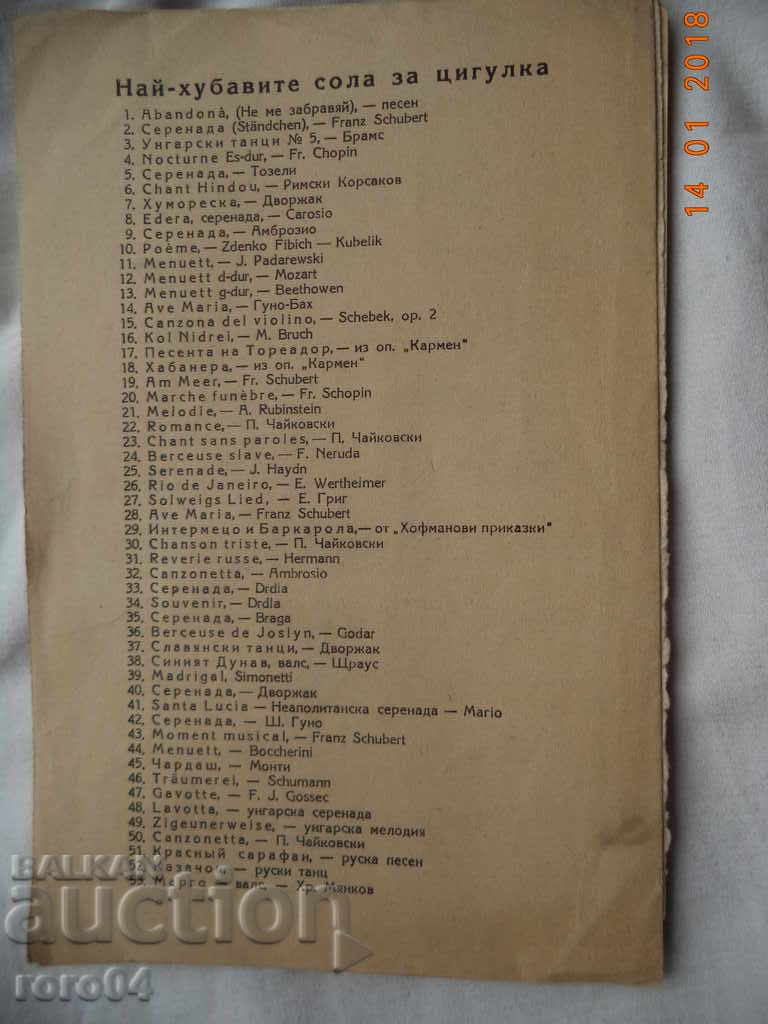 Най-хубавите сола за цигулка
1. Abandonà, (Не ме забравяй), — песен
2. Серенада (Ständchen), — Franz Schubert
3. Унгарски танци № 5, — Брамс
4. Nocturne Es-dur, — Fr. Chopin
5. Серенада, — Тозели
6. Chant Hindou, — Римски Корсаков
7. Хумореска, — Дворжак
8. Edera, серенада, — Carosio
9. Серенада, — Амброзио
10. Poème, — Zdenko Fibich — Kubelik
11. Menuett, — J. Padarewski
12. Menuett d-dur, — Mozart
13. Menuett g-dur, — Beethowen
14. Ave Maria, — Гуно-Бах
15. Canzona del violino, — Schebek, op. 2
16. Kol Nidrei, — M. Bruch
17. Песента на Тореадор, — из оп. „Кармен"
18. Хабанера, — из оп. „Кармен"
19. Am Meer, — Fr. Schubert
20. Marche funèbre, — Fr. Schopin
21. Melodie, — A. Rubinstein
22. Romance, — П. Чайковски
23. Chant sans paroles, — П. Чайковски
24. Berceuse slave, — F. Neruda
25. Serenade, — J. Haydn
26. Rio de Janeiro, — E. Wertheimer
27. Solweigs Lied, — Е. Григ
28. Ave Maria, — Franz Schubert
29. Интермецо и Баркарола, — от „Хофманови приказки"
30. Chanson triste, — П. Чайковски
31. Reverie russe, — Hermann
32. Canzonetta, — Ambrosio
33. Серенада, — Drdla
34. Souvenir, — Drdla
35. Серенада, — Braga
36. Berceuse de Joslyn, — Godar
37. Славянски танци, — Дворжак
38. Синият Дунав, валс, — Щраус
39. Madrigal, Simonetti
40. Серенада, — Дворжак
41. Santa Lucia — Неаполитанска серенада — Mario
42. Серенада, — Ш. Гуно
43. Moment musical, — Franz Schubert
44. Menuett, — Boccherini
45. Чардаш, — Монти
46. Träumerei, — Schumann
47. Gavotte, — F. J. Gossec
48. Lavotta, — унгарска серенада
49. Zigeunerweise, — унгарска мелодия
50. Canzonetta, — П. Чайковски
51. Красный сарафан, — руска песен
52. Казачок, — руски танц
53. Марго — валс, — Хр. Мянков
14 01 2018
BALKAN
auction
roro04